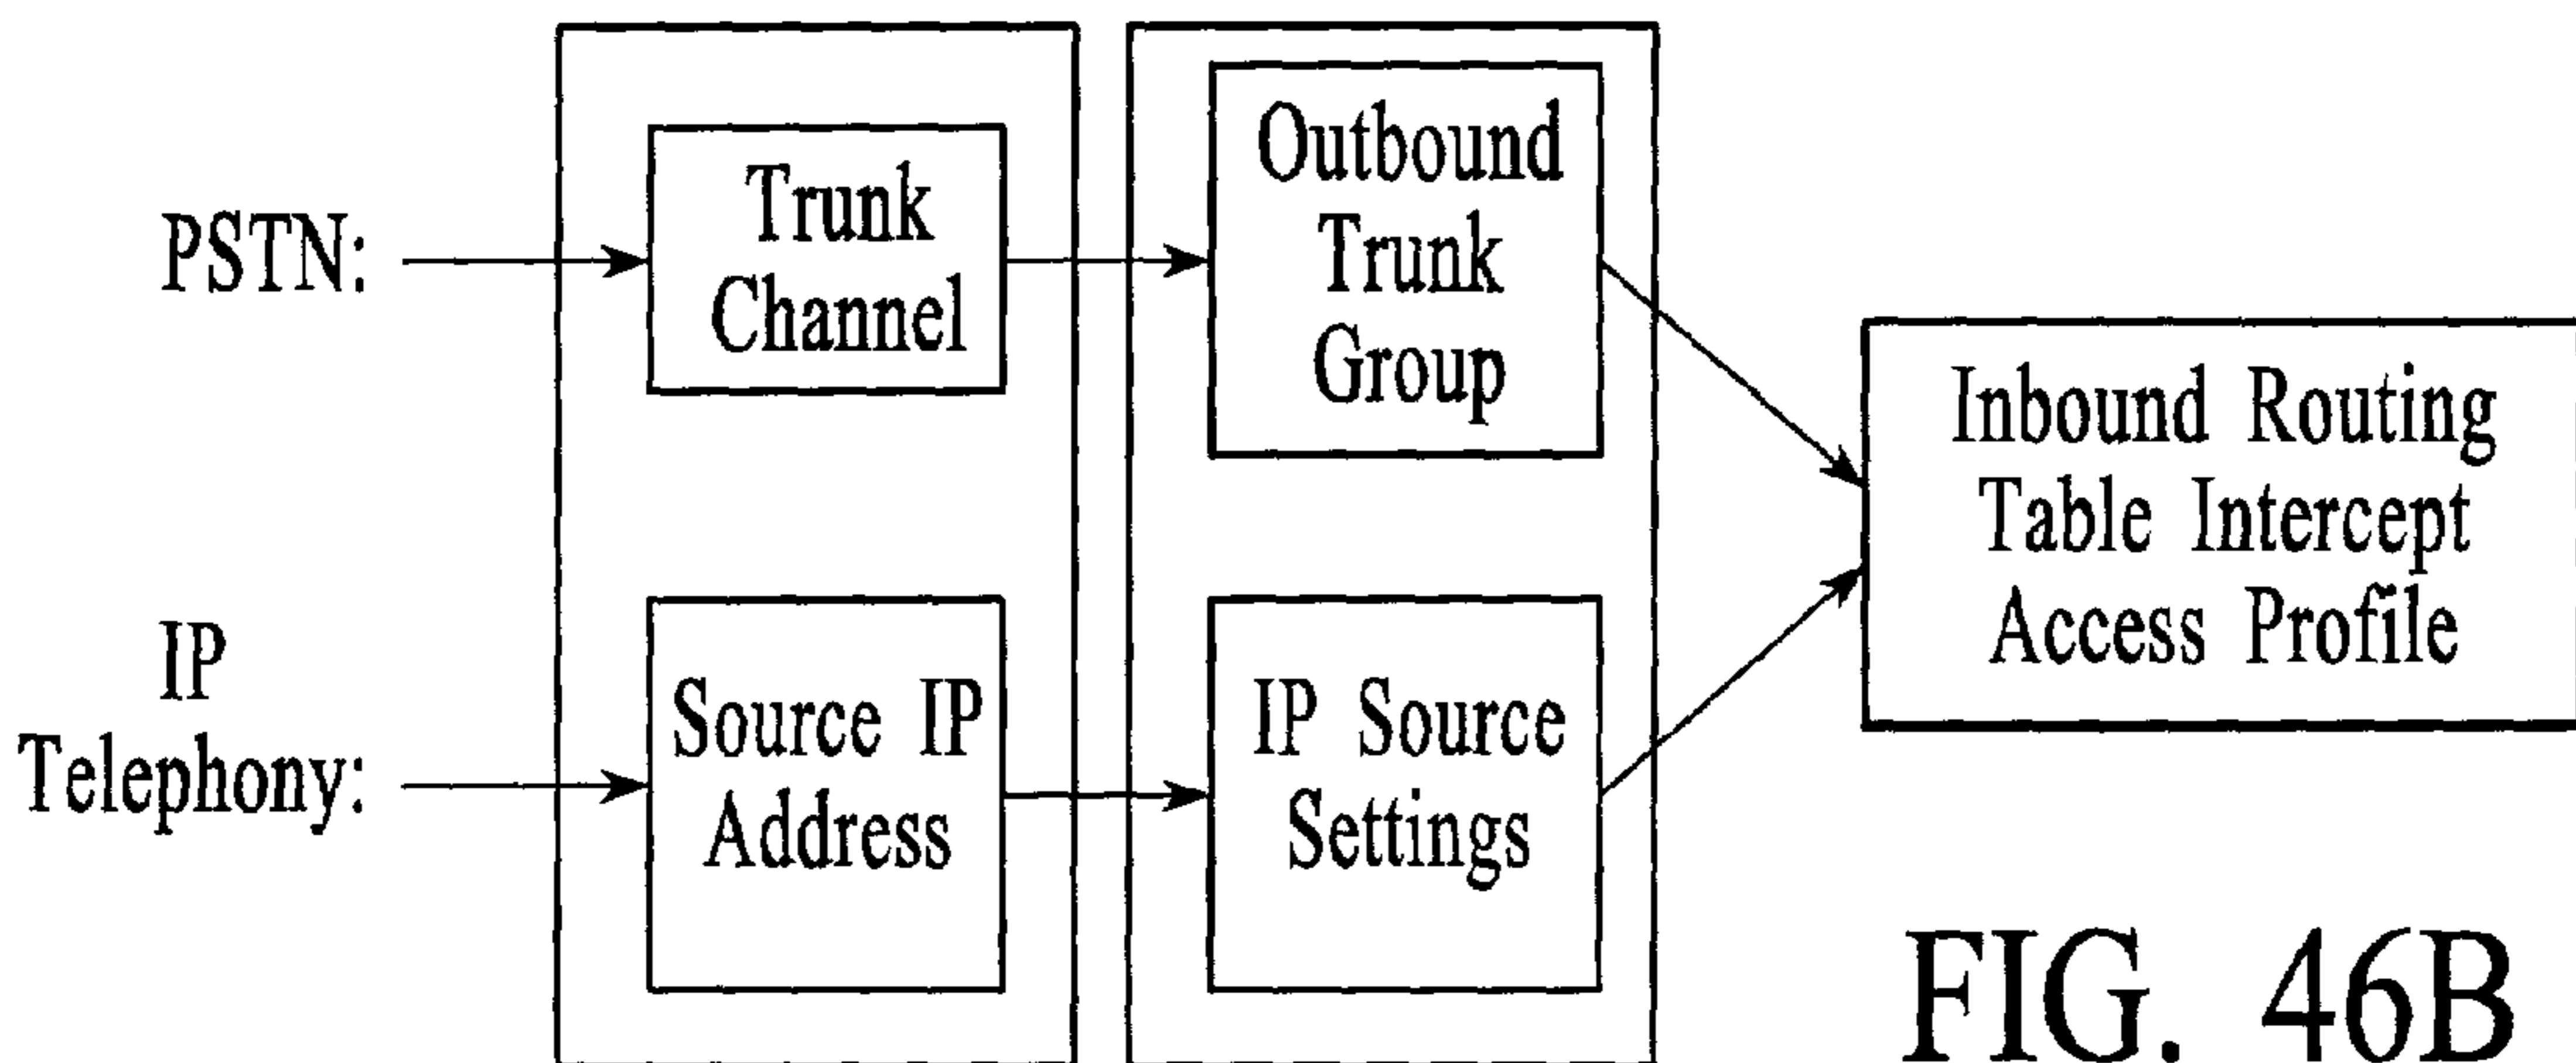 PSTN:
Trunk
Channel
Outbound
Trunk
Group
IP
Telephony:
Source IP
Address
IP Source
Settings
Inbound Routing
Table Intercept
Access Profile
FIG. 46B